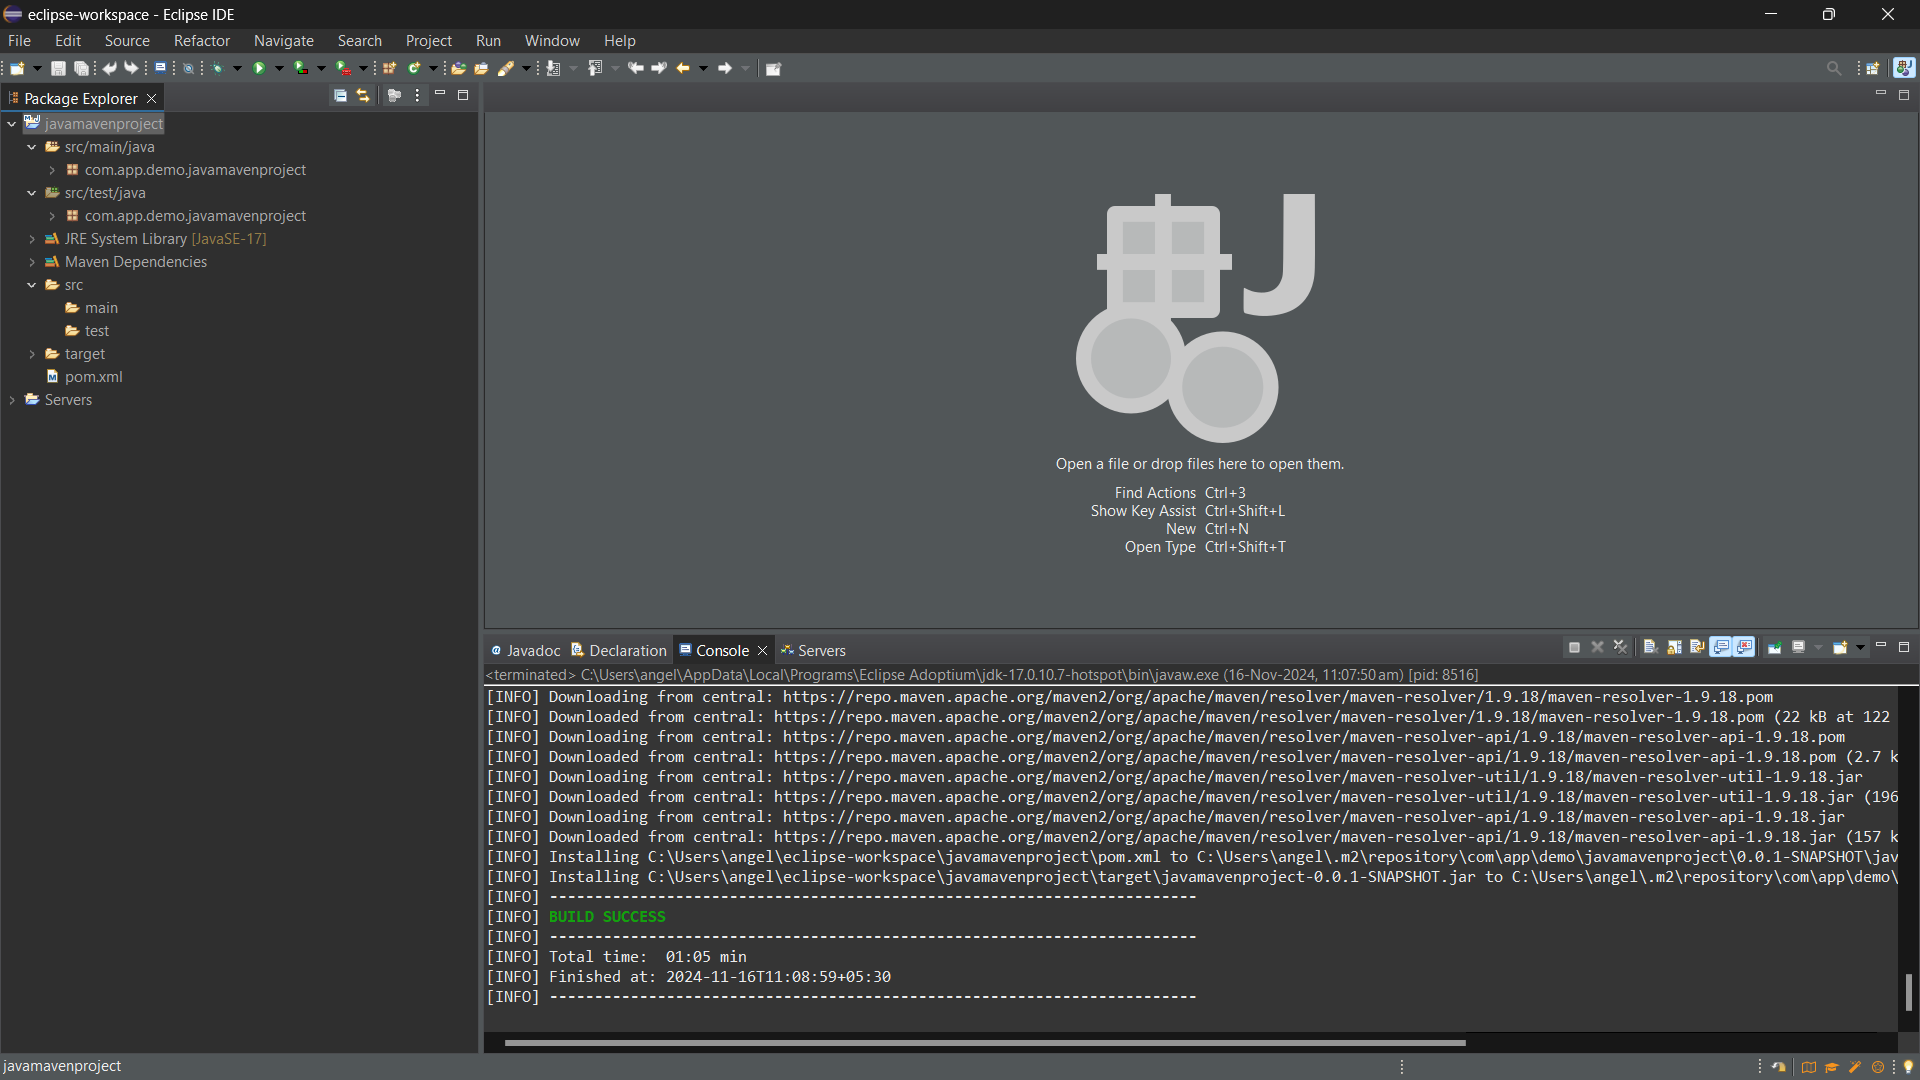 eclipse-workspace - Eclipse IDE
File Edit Source Refactor Navigate Search Project Run Window Help
Package Explorer
javamavenproject
src/main/java
com.app.demo.javamavenproject
src/test/java
com.app.demo.javamavenproject
JRE System Library [JavaSE-17]
Maven Dependencies
src
main
test
target
pom.xml
Servers
J
Open a file or drop files here to open them.
Find Actions Ctrl+3
Show Key Assist Ctrl+Shift+L
New Ctrl+N
Open Type Ctrl+Shift+T
Javadoc Declaration Console Servers
<terminated> C:\Users\angel\AppData\Local\Programs\Eclipse Adoptium\jdk-17.0.10.7-hotspot\bin\javaw.exe (16-Nov-2024, 11:07:50 am) [pid: 8516]
[INFO] Downloading from central: https://repo.maven.apache.org/maven2/org/apache/maven/resolver/maven-resolver/1.9.18/maven-resolver-1.9.18.pom
[INFO] Downloaded from central: https://repo.maven.apache.org/maven2/org/apache/maven/resolver/maven-resolver/1.9.18/maven-resolver-1.9.18.pom (22 kB at 122
[INFO] Downloading from central: https://repo.maven.apache.org/maven2/org/apache/maven/resolver/maven-resolver-api/1.9.18/maven-resolver-api-1.9.18.pom
[INFO] Downloaded from central: https://repo.maven.apache.org/maven2/org/apache/maven/resolver/maven-resolver-api/1.9.18/maven-resolver-api-1.9.18.pom (2.7 k
[INFO] Downloading from central: https://repo.maven.apache.org/maven2/org/apache/maven/resolver/maven-resolver-util/1.9.18/maven-resolver-util-1.9.18.jar
[INFO] Downloaded from central: https://repo.maven.apache.org/maven2/org/apache/maven/resolver/maven-resolver-util/1.9.18/maven-resolver-util-1.9.18.jar (196
[INFO] Downloading from central: https://repo.maven.apache.org/maven2/org/apache/maven/resolver/maven-resolver-api/1.9.18/maven-resolver-api-1.9.18.jar
[INFO] Downloaded from central: https://repo.maven.apache.org/maven2/org/apache/maven/resolver/maven-resolver-api/1.9.18/maven-resolver-api-1.9.18.jar (157 k
[INFO] Installing C:\Users\angel\eclipse-workspace\javamavenproject\pom.xml to C:\Users\angel\.m2\repository\com\app\demo\javamavenproject\0.0.1-SNAPSHOT\jav
[INFO] Installing C:\Users\angel\eclipse-workspace\javamavenproject\target\javamavenproject-0.0.1-SNAPSHOT.jar to C:\Users\angel\.m2\repository\com\app\demo\
[INFO] ------------------------------------------------------------------------
[INFO] BUILD SUCCESS
[INFO] ------------------------------------------------------------------------
[INFO] Total time:  01:05 min
[INFO] Finished at: 2024-11-16T11:08:59+05:30
[INFO] ------------------------------------------------------------------------
javamavenproject